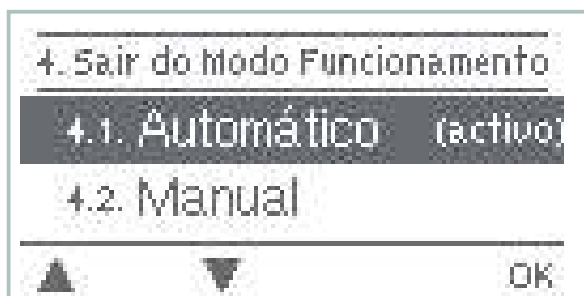 4. Sair do Modo Funcionamento
4.1. Automático (activo)
4.2. Manual
OK